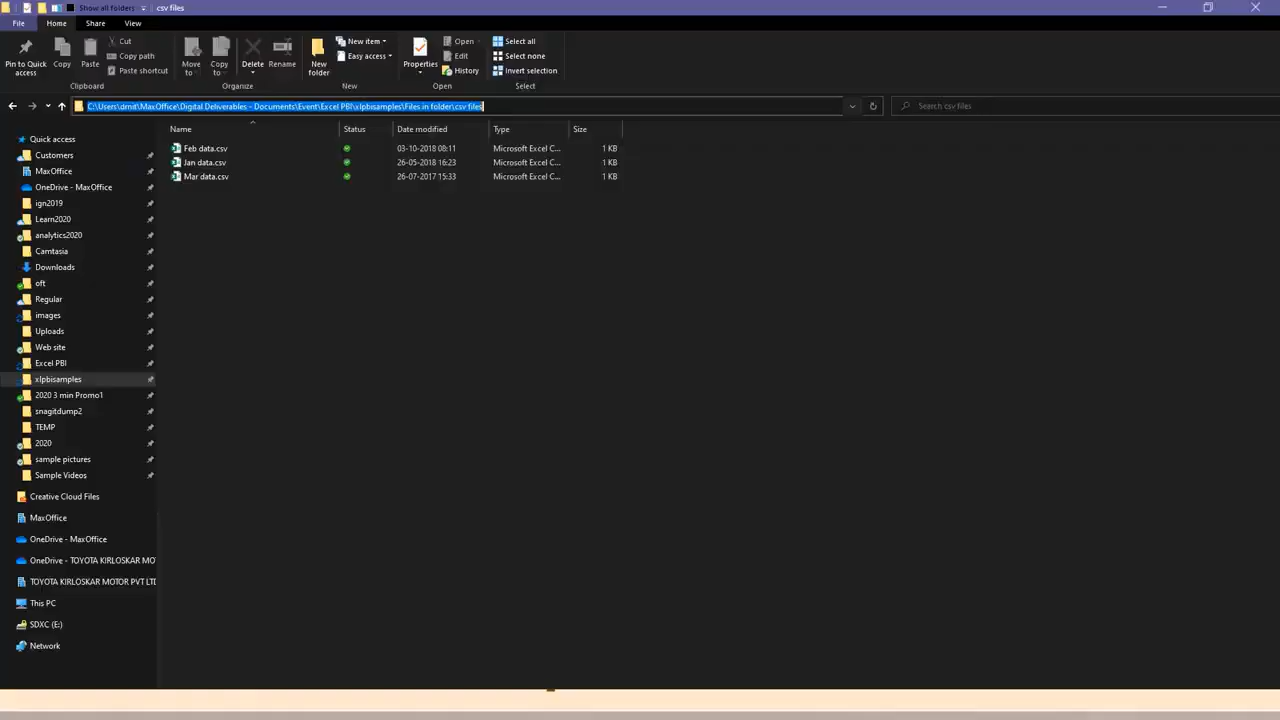 Show all folders csv files
File Home Share View
Pin to Quick access
Copy
Paste
Cut
Copy path
Paste shortcut
Move to
Copy to
Delete
Rename
New folder
New item
Easy access
Properties
Open
Edit
History
Select all
Select none
Invert selection
Clipboard Organize New Open Select
C:\Users\drnit\MaxOffice\Digital Deliverables - Documents\Event\Excel PBI\xlpbisamples\Files in folder\csv files
Search csv files
Name Status Date modified Type Size
Feb data.csv 03-10-2018 08:11 Microsoft Excel C... 1 KB
Jan data.csv 26-05-2018 16:23 Microsoft Excel C... 1 KB
Mar data.csv 26-07-2017 15:33 Microsoft Excel C... 1 KB
Quick access
Customers
MaxOffice
OneDrive - MaxOffice
ign2019
Learn2020
analytics2020
Camtasia
Downloads
oft
Regular
images
Uploads
Web site
Excel PBI
xlpbisamples
2020 3 min Promo1
snagitdump2
TEMP
2020
sample pictures
Sample Videos
Creative Cloud Files
MaxOffice
OneDrive - MaxOffice
OneDrive - TOYOTA KIRLOSKAR MO
TOYOTA KIRLOSKAR MOTOR PVT LTD
This PC
SDXC (E:)
Network